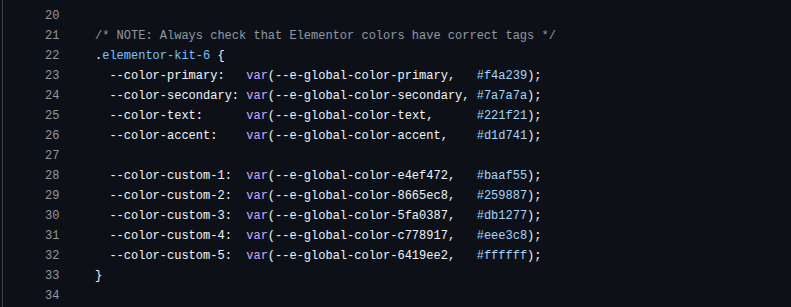 20
21 /* NOTE: Always check that Elementor colors have correct tags */
22 .elementor-kit-6 {
23   --color-primary:   var(--e-global-color-primary,   #f4a239);
24   --color-secondary: var(--e-global-color-secondary, #7a7a7a);
25   --color-text:      var(--e-global-color-text,      #221f21);
26   --color-accent:    var(--e-global-color-accent,    #d1d741);
27
28   --color-custom-1:  var(--e-global-color-e4ef472,   #baaf55);
29   --color-custom-2:  var(--e-global-color-8665ec8,   #259887);
30   --color-custom-3:  var(--e-global-color-5fa0387,   #db1277);
31   --color-custom-4:  var(--e-global-color-c778917,   #eee3c8);
32   --color-custom-5:  var(--e-global-color-6419ee2,   #ffffff);
33 }
34